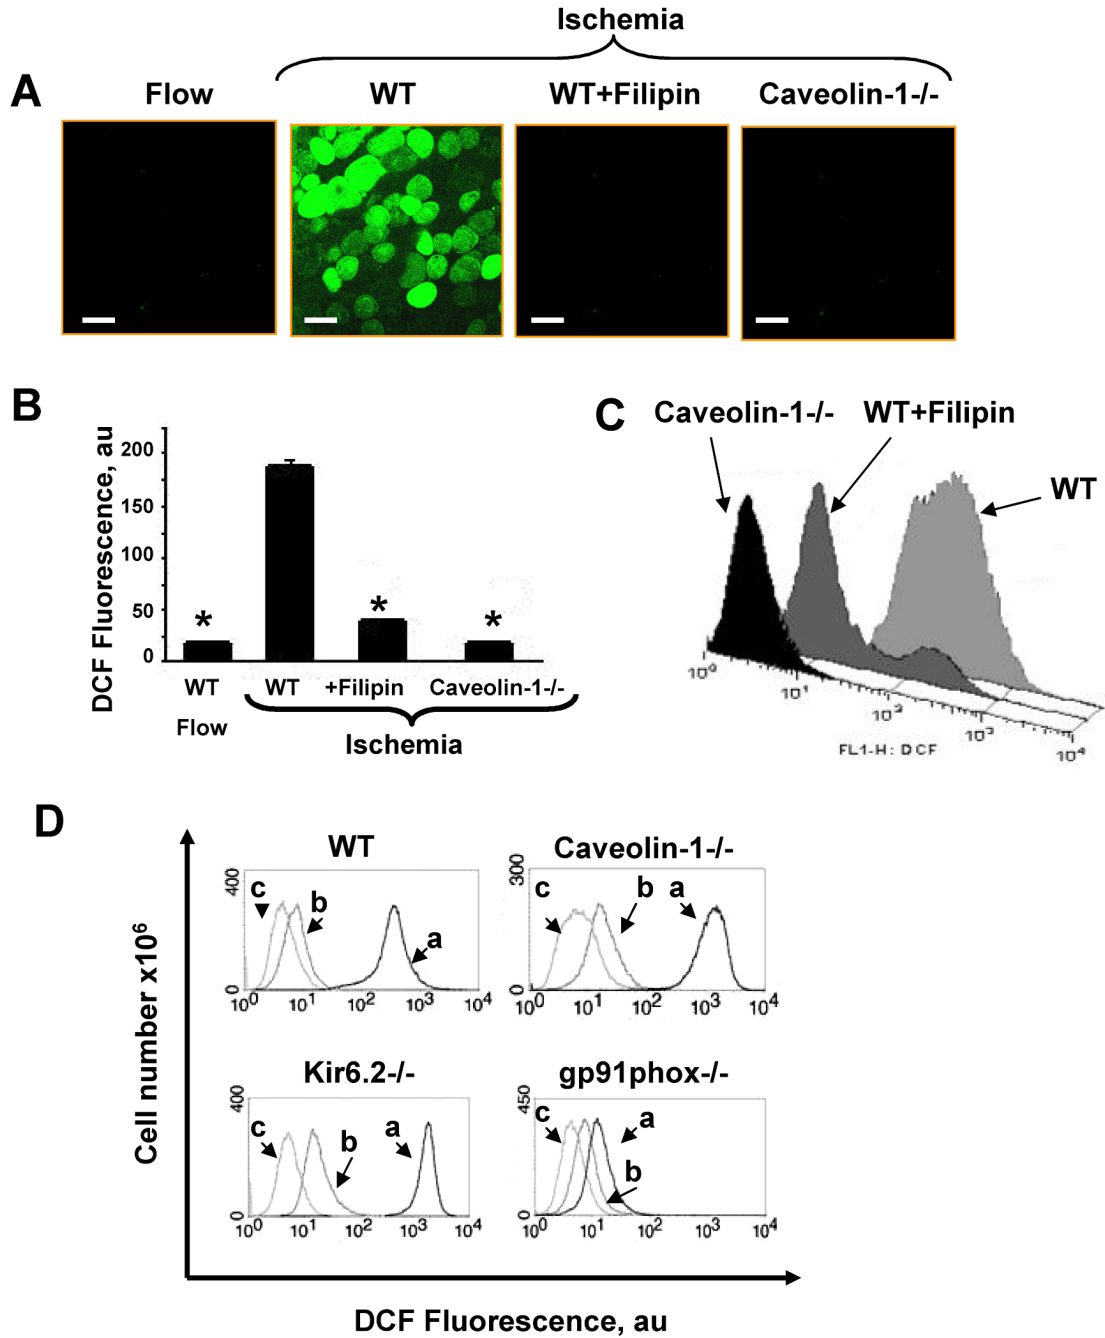 Ischemia
A
Flow
WT
WT+Filipin
Caveolin-1-/-
B
DCF Fluorescence, au
200
150
100
50
0
*
*
*
WT
WT
+Filipin
Caveolin-1-/-
Flow
Ischemia
C
Caveolin-1-/-
WT+Filipin
WT
10^0
10^1
10^2
10^3
10^4
FL1-H: DCF
D
Cell number x10^6
WT
400
0
c
b
a
10^0 10^1 10^2 10^3 10^4
Caveolin-1-/-
300
0
c
b
a
10^0 10^1 10^2 10^3 10^4
Kir6.2-/-
400
0
c
b
a
10^0 10^1 10^2 10^3 10^4
gp91phox-/-
450
0
c
a
b
10^0 10^1 10^2 10^3 10^4
DCF Fluorescence, au